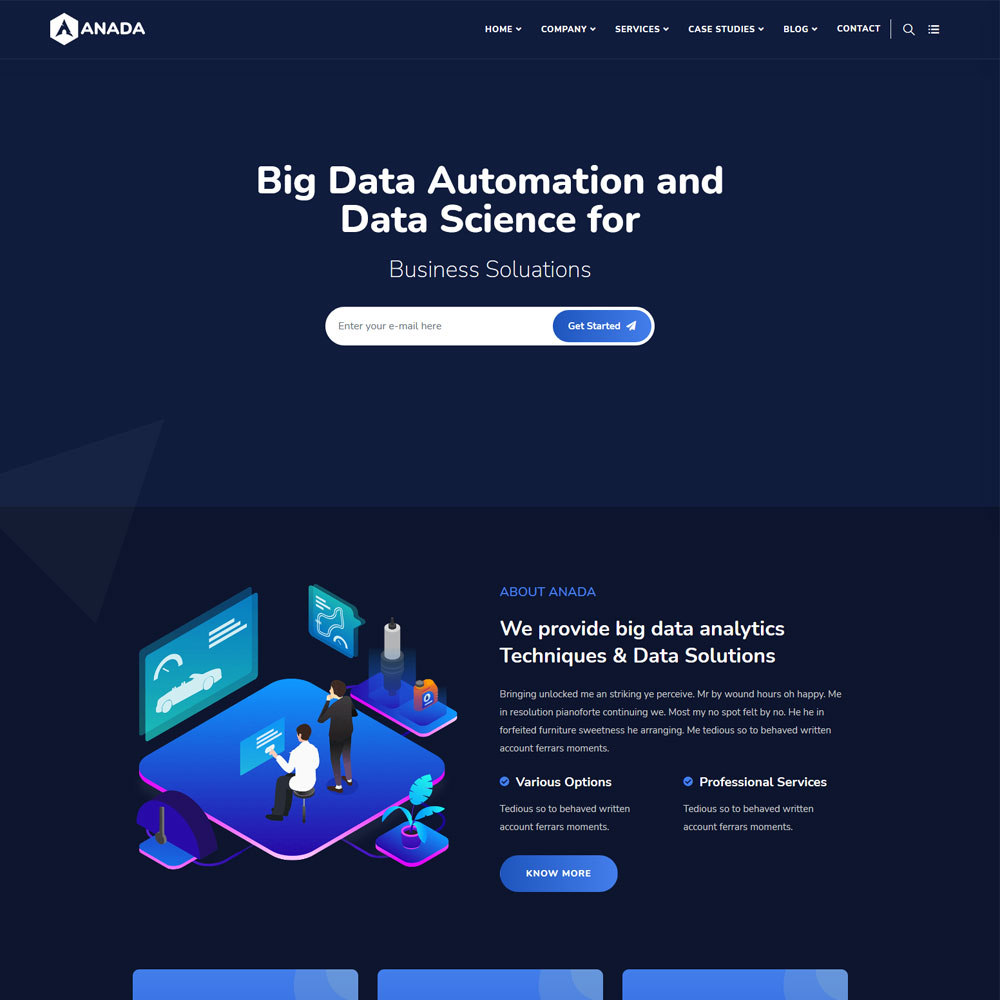 ANADA
HOME COMPANY SERVICES CASE STUDIES BLOG CONTACT
Big Data Automation and
Data Science for
Business Soluations
Enter your e-mail here
Get Started
ABOUT ANADA
We provide big data analytics
Techniques & Data Solutions
Bringing unlocked me an striking ye perceive. Mr by wound hours oh happy. Me
in resolution pianoforte continuing we. Most my no spot felt by no. He he in
forfeited furniture sweetness he arranging. Me tedious so to behaved written
account ferrars moments.
Various Options
Tedious so to behaved written
account ferrars moments.
Professional Services
Tedious so to behaved written
account ferrars moments.
KNOW MORE